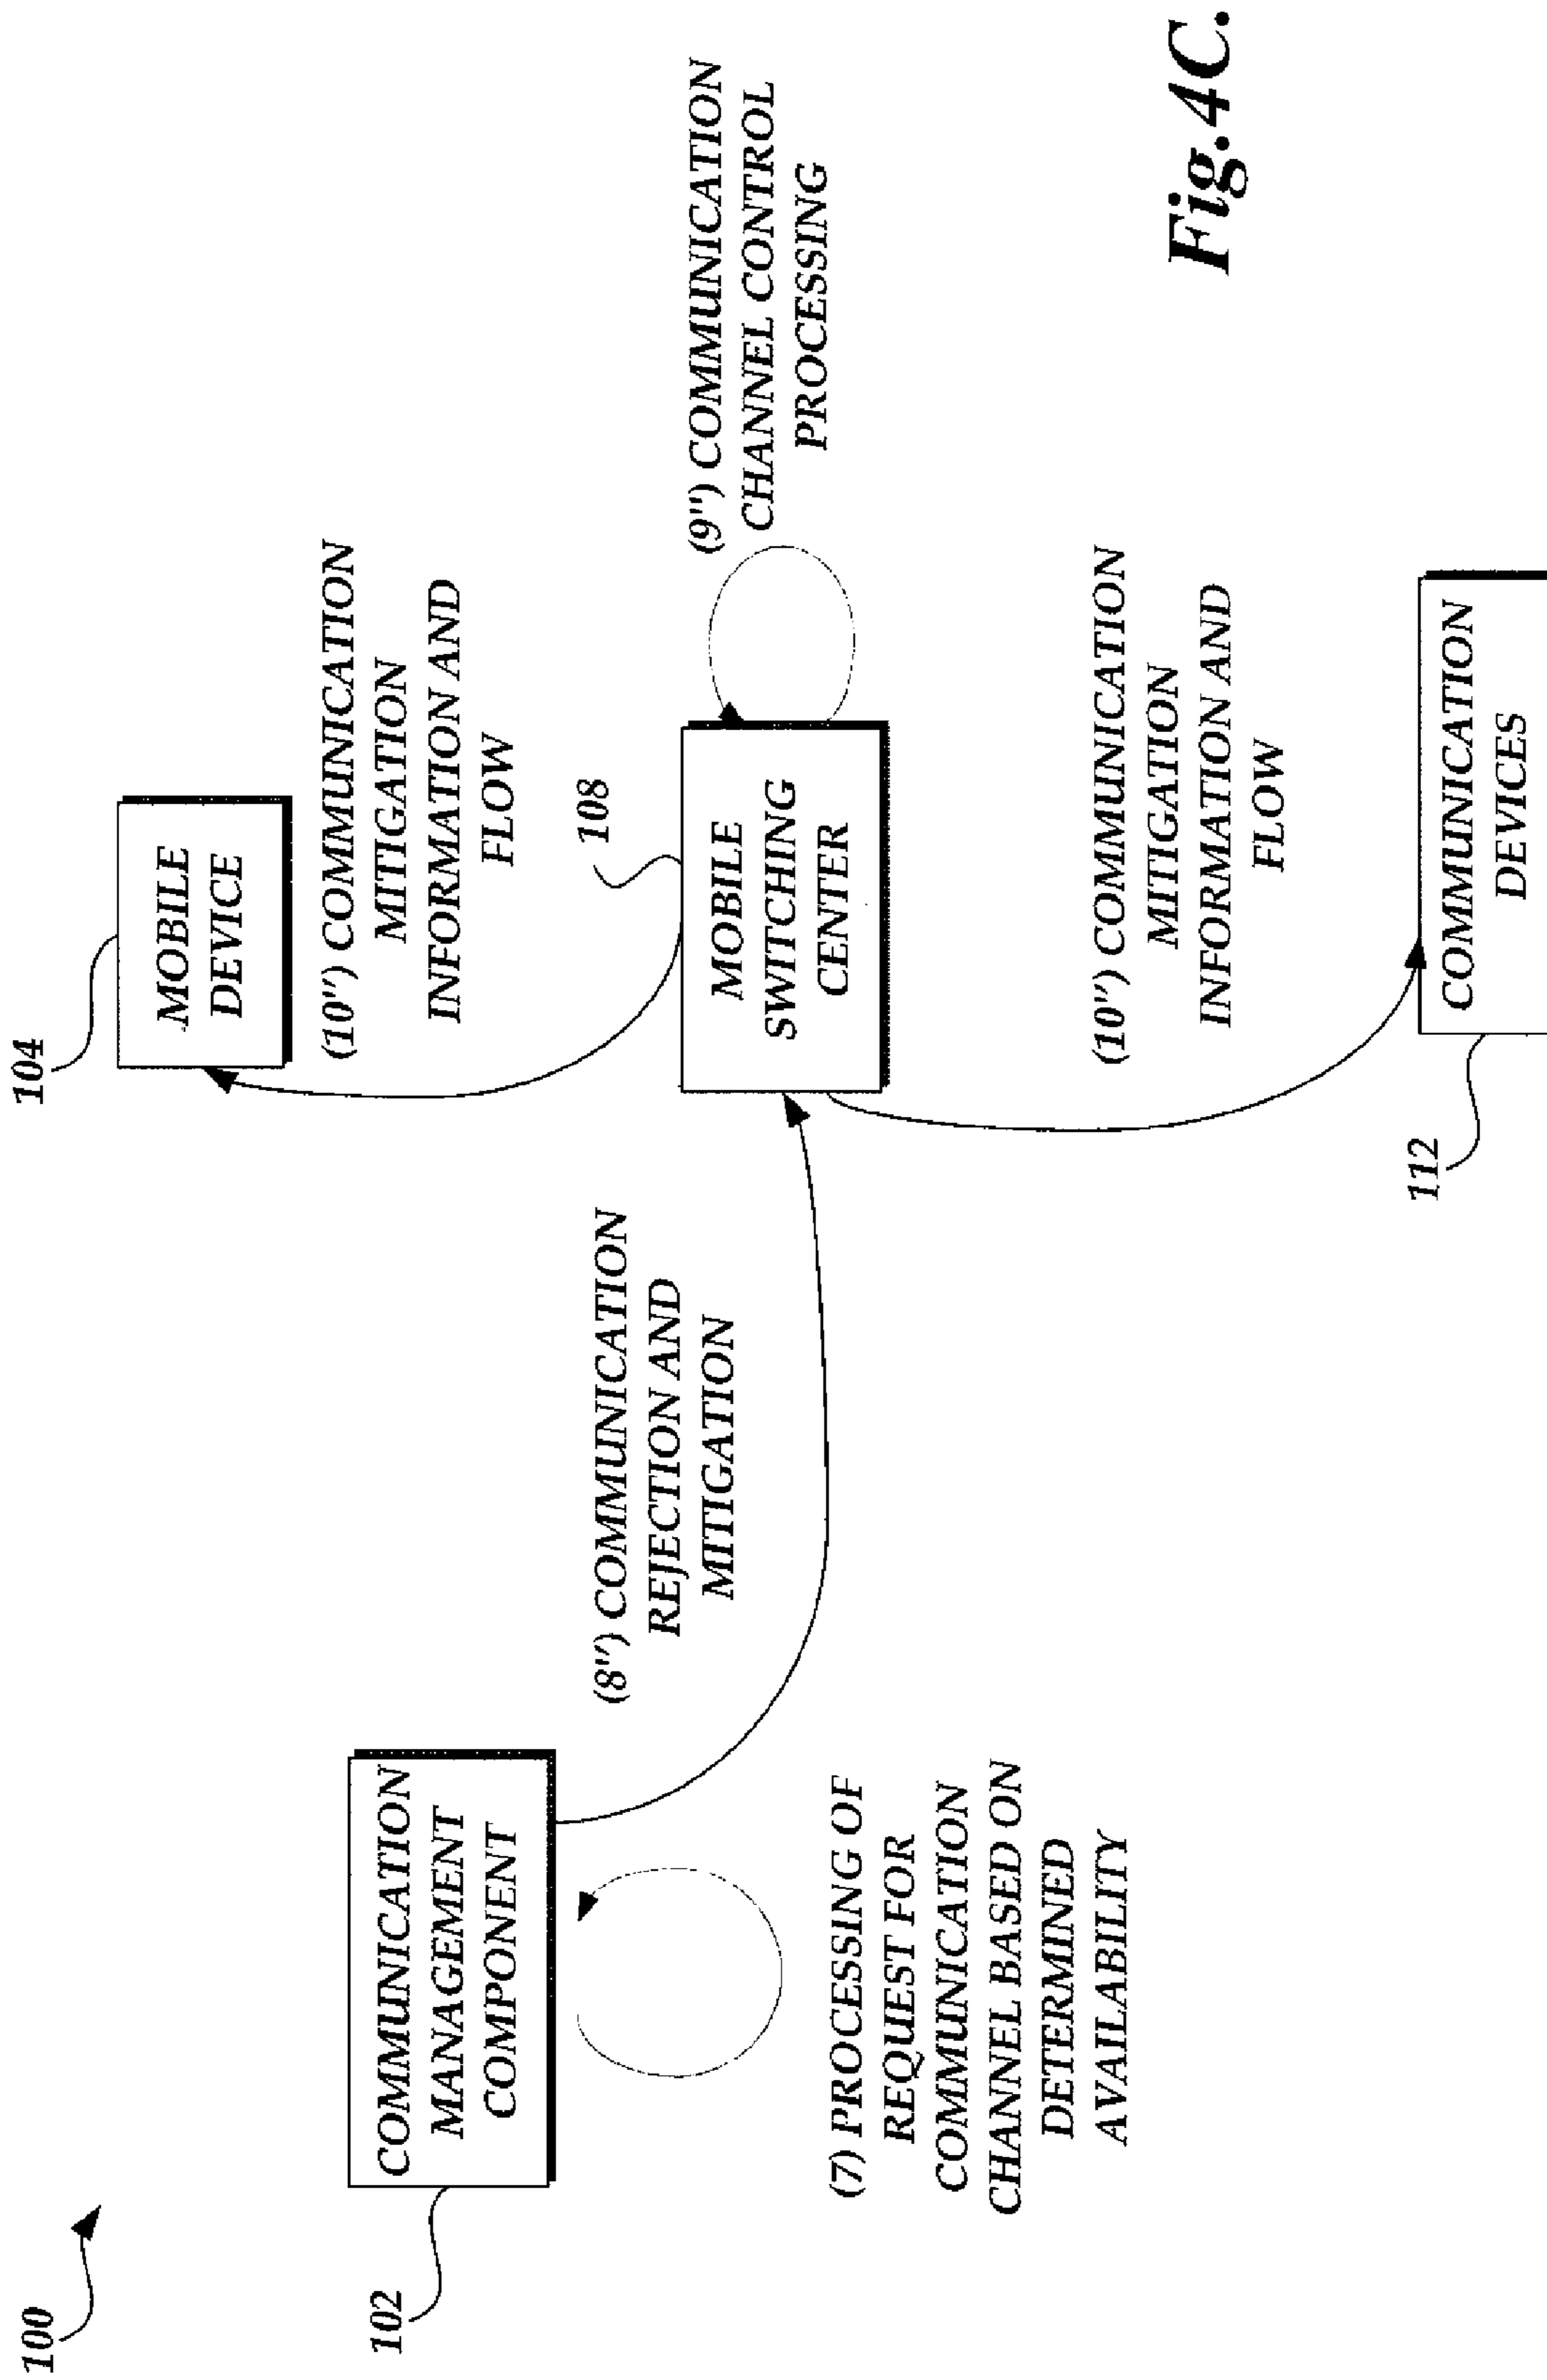 100
102
COMMUNICATION
MANAGEMENT
COMPONENT
(7) PROCESSING OF
REQUEST FOR
COMMUNICATION
CHANNEL BASED ON
DETERMINED
AVAILABILITY
(8'') COMMUNICATION
REJECTION AND
MITIGATION
104
MOBILE
DEVICE
(10'') COMMUNICATION
MITIGATION
INFORMATION AND
FLOW
108
MOBILE
SWITCHING
CENTER
(9'') COMMUNICATION
CHANNEL CONTROL
PROCESSING
(10'') COMMUNICATION
MITIGATION
INFORMATION AND
FLOW
112
COMMUNICATION
DEVICES
Fig.4C.